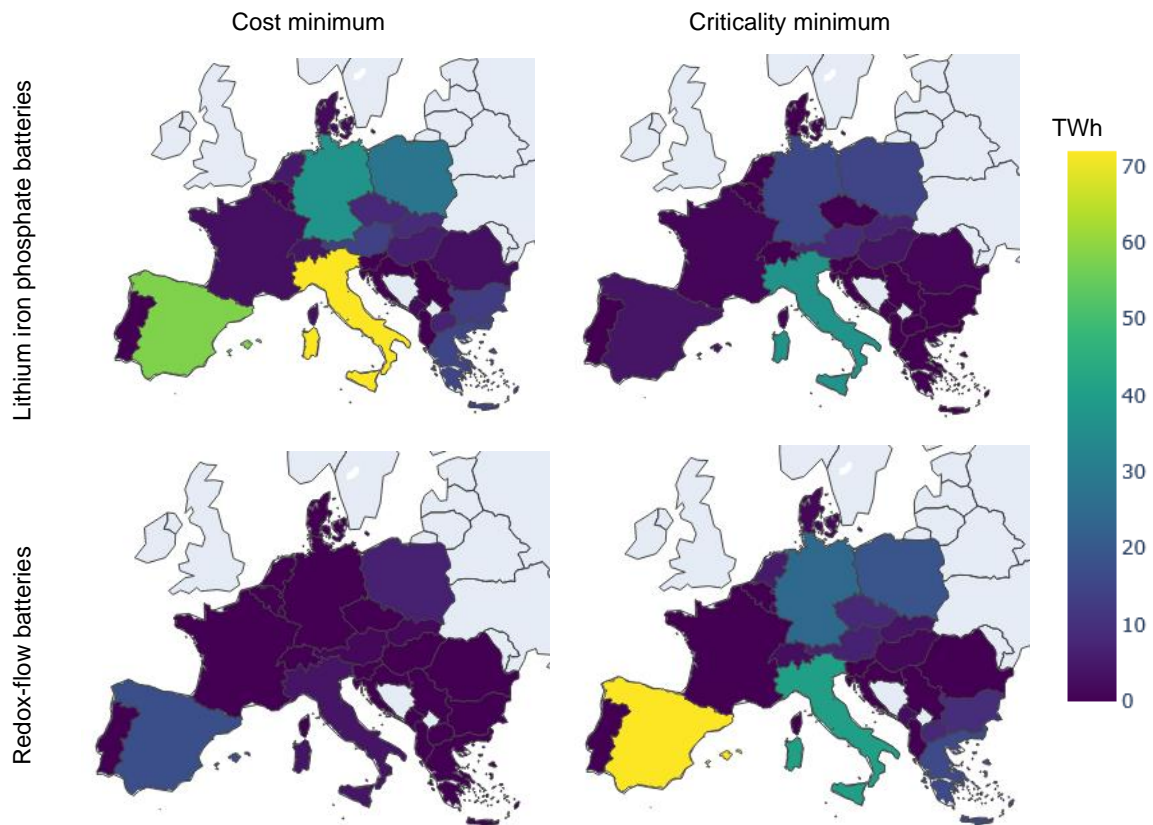 Cost minimum
Criticality minimum
Lithium iron phosphate batteries
Redox-flow batteries
TWh
70
60
50
40
30
20
10
0